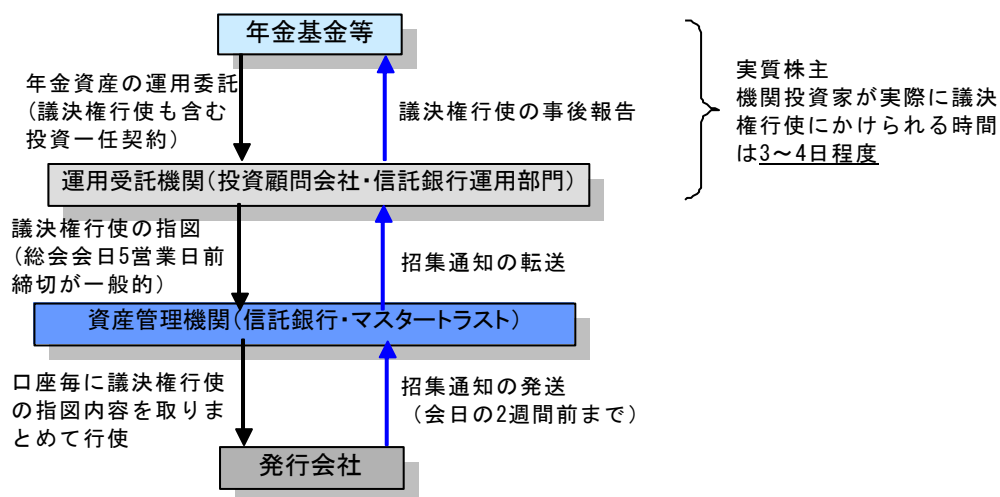 年金基金等
年金資産の運用委託
(議決権行使も含む
投資一任契約)
議決権行使の事後報告
実質株主
機関投資家が実際に議決
権行使にかけられる時間
は3～4日程度
運用受託機関(投資顧問会社・信託銀行運用部門)
議決権行使の指図
(総会会日5営業日前
締切が一般的)
招集通知の転送
資産管理機関(信託銀行・マスタートラスト)
口座毎に議決権行使
の指図内容を取りま
とめて行使
招集通知の発送
(会日の2週間前まで)
発行会社